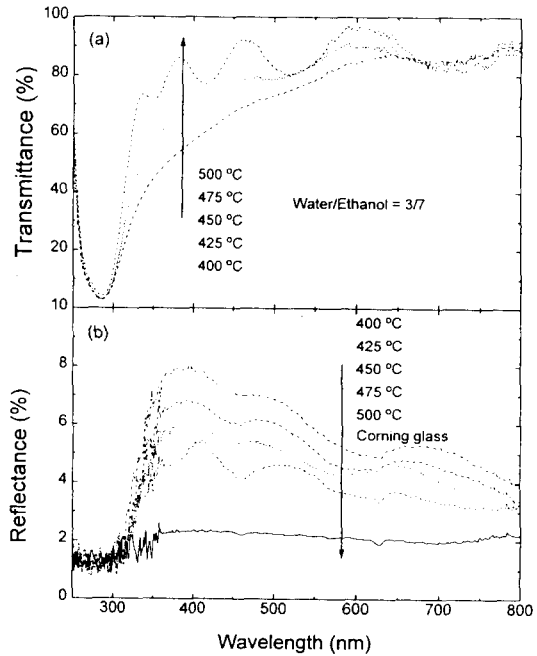 100
(a)
80
60
40
20
10
Transmittance (%)
500 °C
475 °C
450 °C
425 °C
400 °C
Water/Ethanol = 3/7
(b)
8
6
4
2
0
Reflectance (%)
400 °C
425 °C
450 °C
475 °C
500 °C
Corning glass
300 400 500 600 700 800
Wavelength (nm)